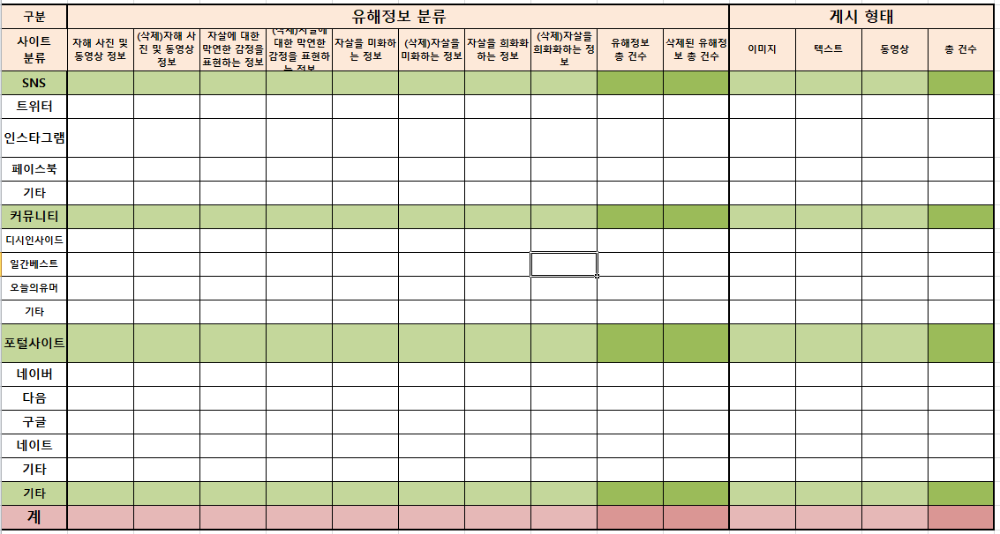 구분 유해정보 분류 게시 형태
사이트
분류
자해 사진 및
동영상 정보
(삭제)자해 사
진 및 동영상
정보
자살에 대한
막연한 감정을
표현하는 정보
(삭제)자살에
대한 막연한
감정을 표현하
는 정보
자살을 미화하
는 정보
(삭제)자살을
미화하는 정보
자살을 희화화
하는 정보
(삭제)자살을
희화화하는 정
보
유해정보
총 건수
삭제된 유해정
보 총 건수
이미지
텍스트
동영상
총 건수
SNS
트위터
인스타그램
페이스북
기타
커뮤니티
디시인사이드
일간베스트
오늘의유머
기타
포털사이트
네이버
다음
구글
네이트
기타
기타
계